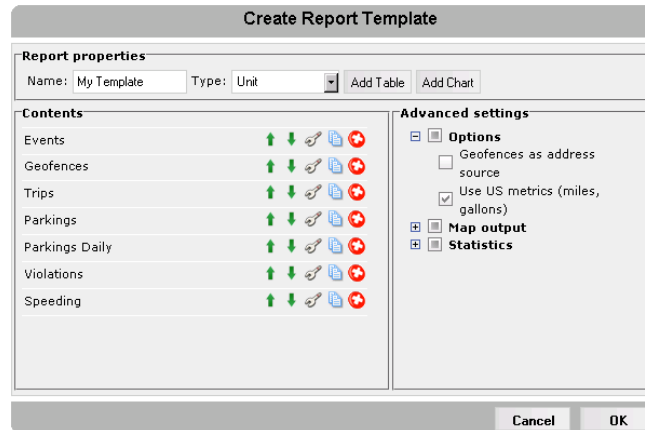 Create Report Template
Report properties
Name: My Template Type: Unit Add Table Add Chart
Contents
Events
Geofences
Trips
Parkings
Parkings Daily
Violations
Speeding
Advanced settings
Options
Geofences as address
source
Use US metrics (miles,
gallons)
Map output
Statistics
Cancel OK